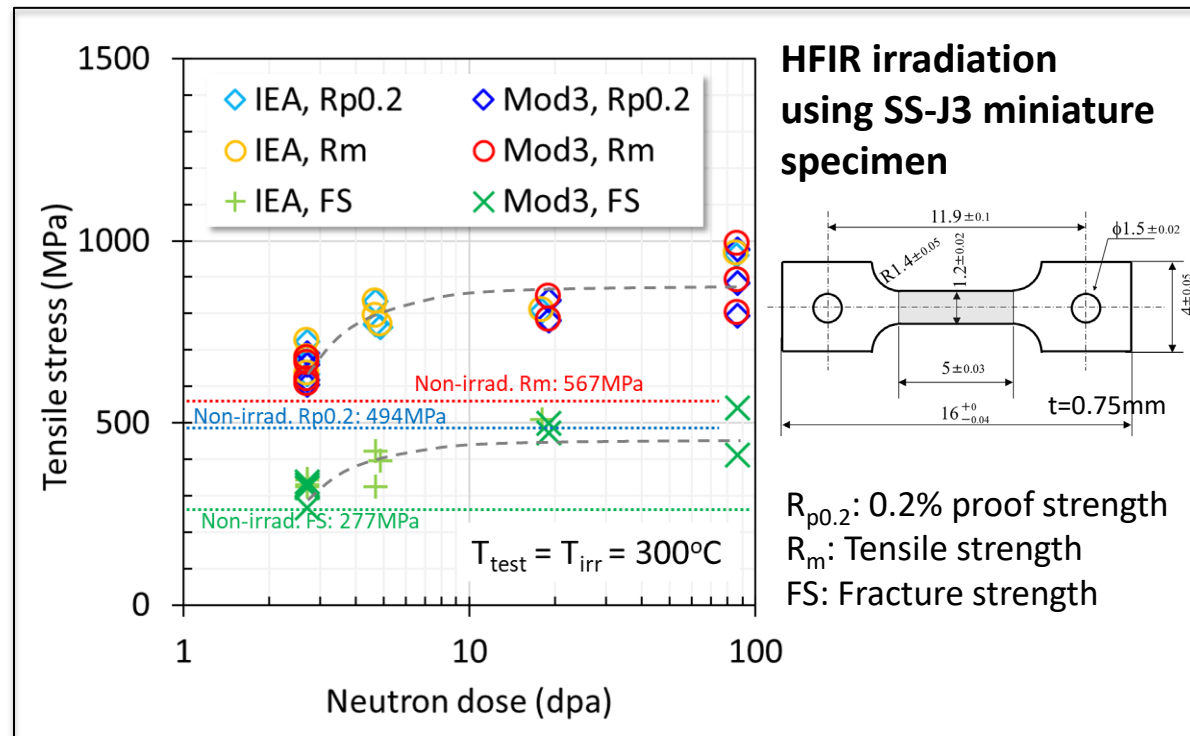 1500
1000
500
0
1
10
100
Tensile stress (MPa)
Neutron dose (dpa)
IEA, Rp0.2
Mod3, Rp0.2
IEA, Rm
Mod3, Rm
IEA, FS
Mod3, FS
Non-irrad. Rm: 567MPa
Non-irrad. Rp0.2: 494MPa
Non-irrad. FS: 277MPa
T_test = T_irr = 300°C
HFIR irradiation
using SS-J3 miniature
specimen
11.9±0.1
ϕ1.5±0.02
R1.4±0.05
1.2±0.02
4±0.05
5±0.03
16 +0 -0.04
t=0.75mm
R_p0.2: 0.2% proof strength
R_m: Tensile strength
FS: Fracture strength